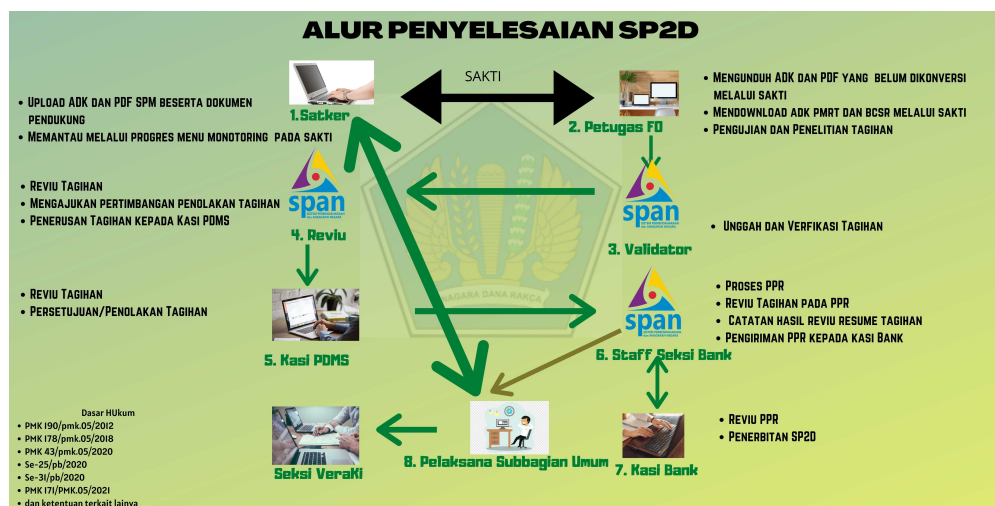 ALUR PENYELESAIAN SP2D
SAKTI
• Upload ADK dan PDF SPM beserta dokumen
pendukung
• Memantau melalui progres menu monotoring pada sakti
1.Satker
2. Petugas FO
• Mengunduh ADK dan PDF yang belum dikonversi
melalui sakti
• Mendownload adk pmrt dan bcsr melalui sakti
• Pengujian dan Penelitian tagihan
• Reviu Tagihan
• Mengajukan pertimbangan penolakan tagihan
• Penerusan Tagihan kepada Kasi PDMS
span
4. Reviu
span
3. Validator
• Unggah dan Verfikasi Tagihan
• Reviu Tagihan
• Persetujuan/Penolakan Tagihan
5. Kasi PDMS
NAGARA DANA RAKCA
span
6. Staff Seksi Bank
• Proses PPR
• Reviu Tagihan pada PPR
• Catatan hasil reviu resume tagihan
• Pengiriman PPR kepada kasi Bank
Dasar HUkum
• PMK 190/pmk.05/2012
• PMK 178/pmk.05/2018
• PMK 43/pmk.05/2020
• Se-25/pb/2020
• Se-31/pb/2020
• PMK 171/PMK.05/2021
• dan ketentuan terkait lainya
Seksi VeraKi
8. Pelaksana Subbagian Umum
7. Kasi Bank
• Reviu PPR
• Penerbitan SP2D